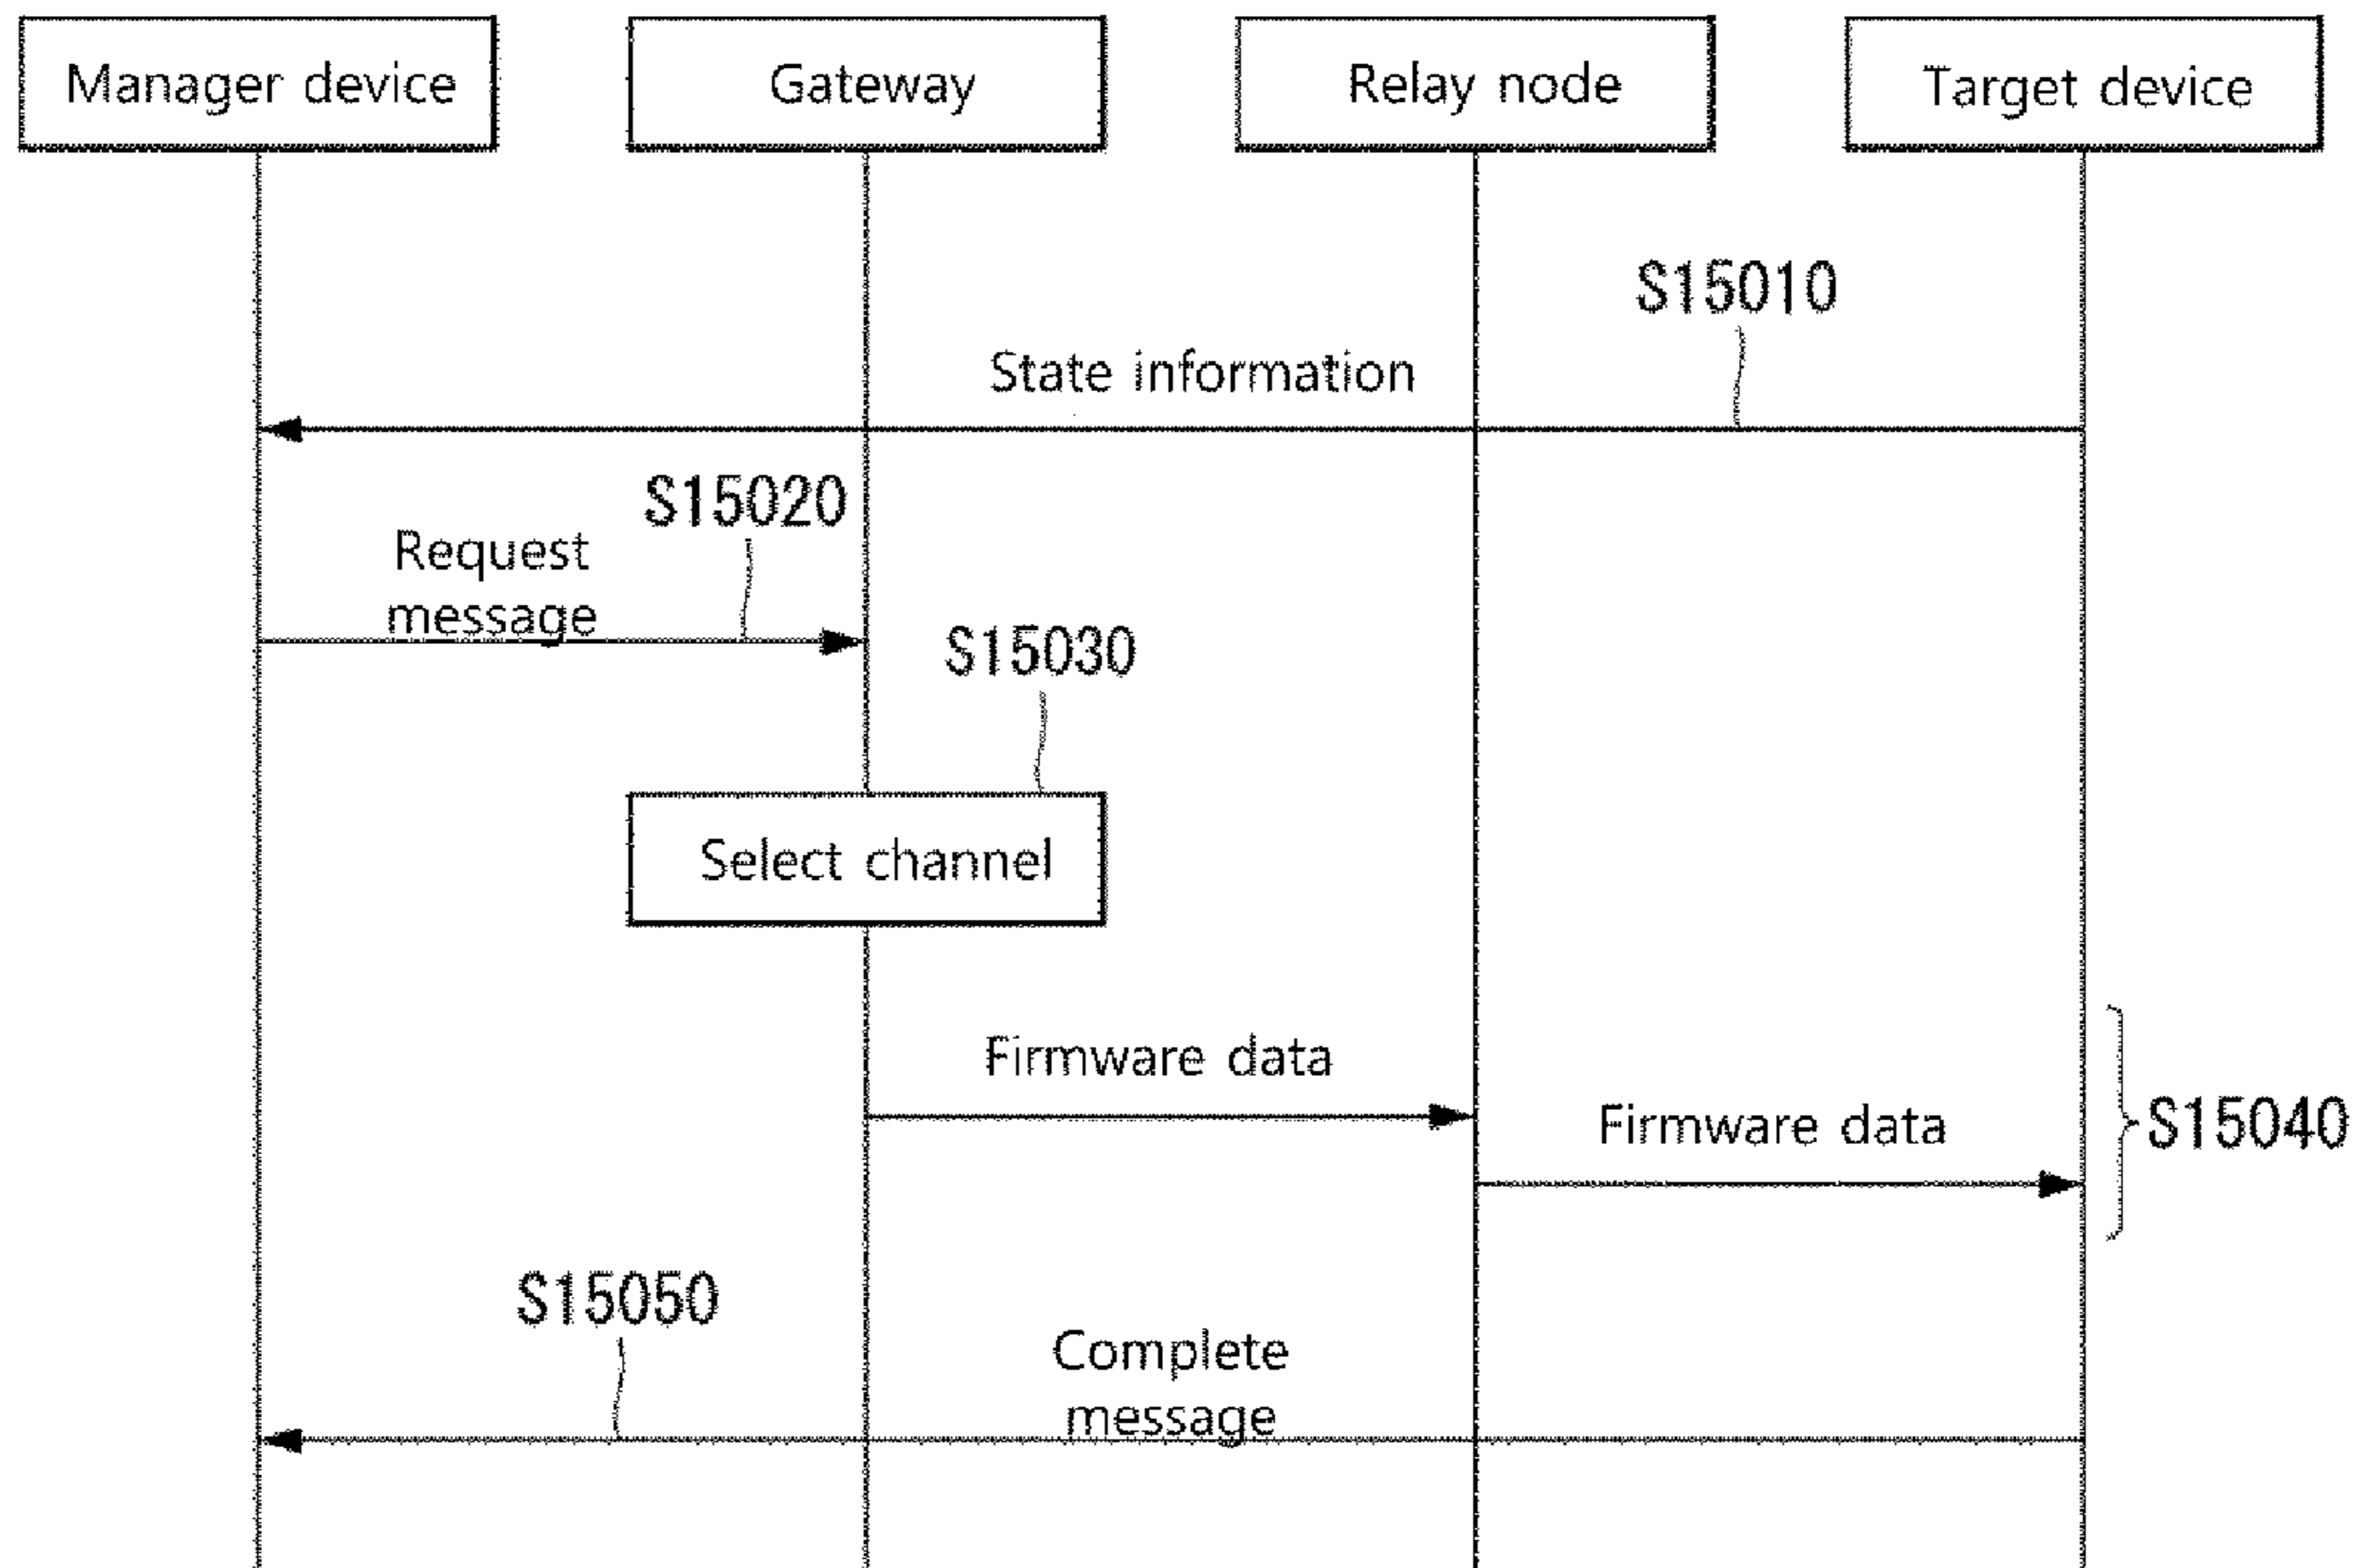 Manager device
Gateway
Relay node
Target device
S15010
State information
S15020
Request
message
S15030
Select channel
Firmware data
Firmware data
S15040
S15050
Complete
message